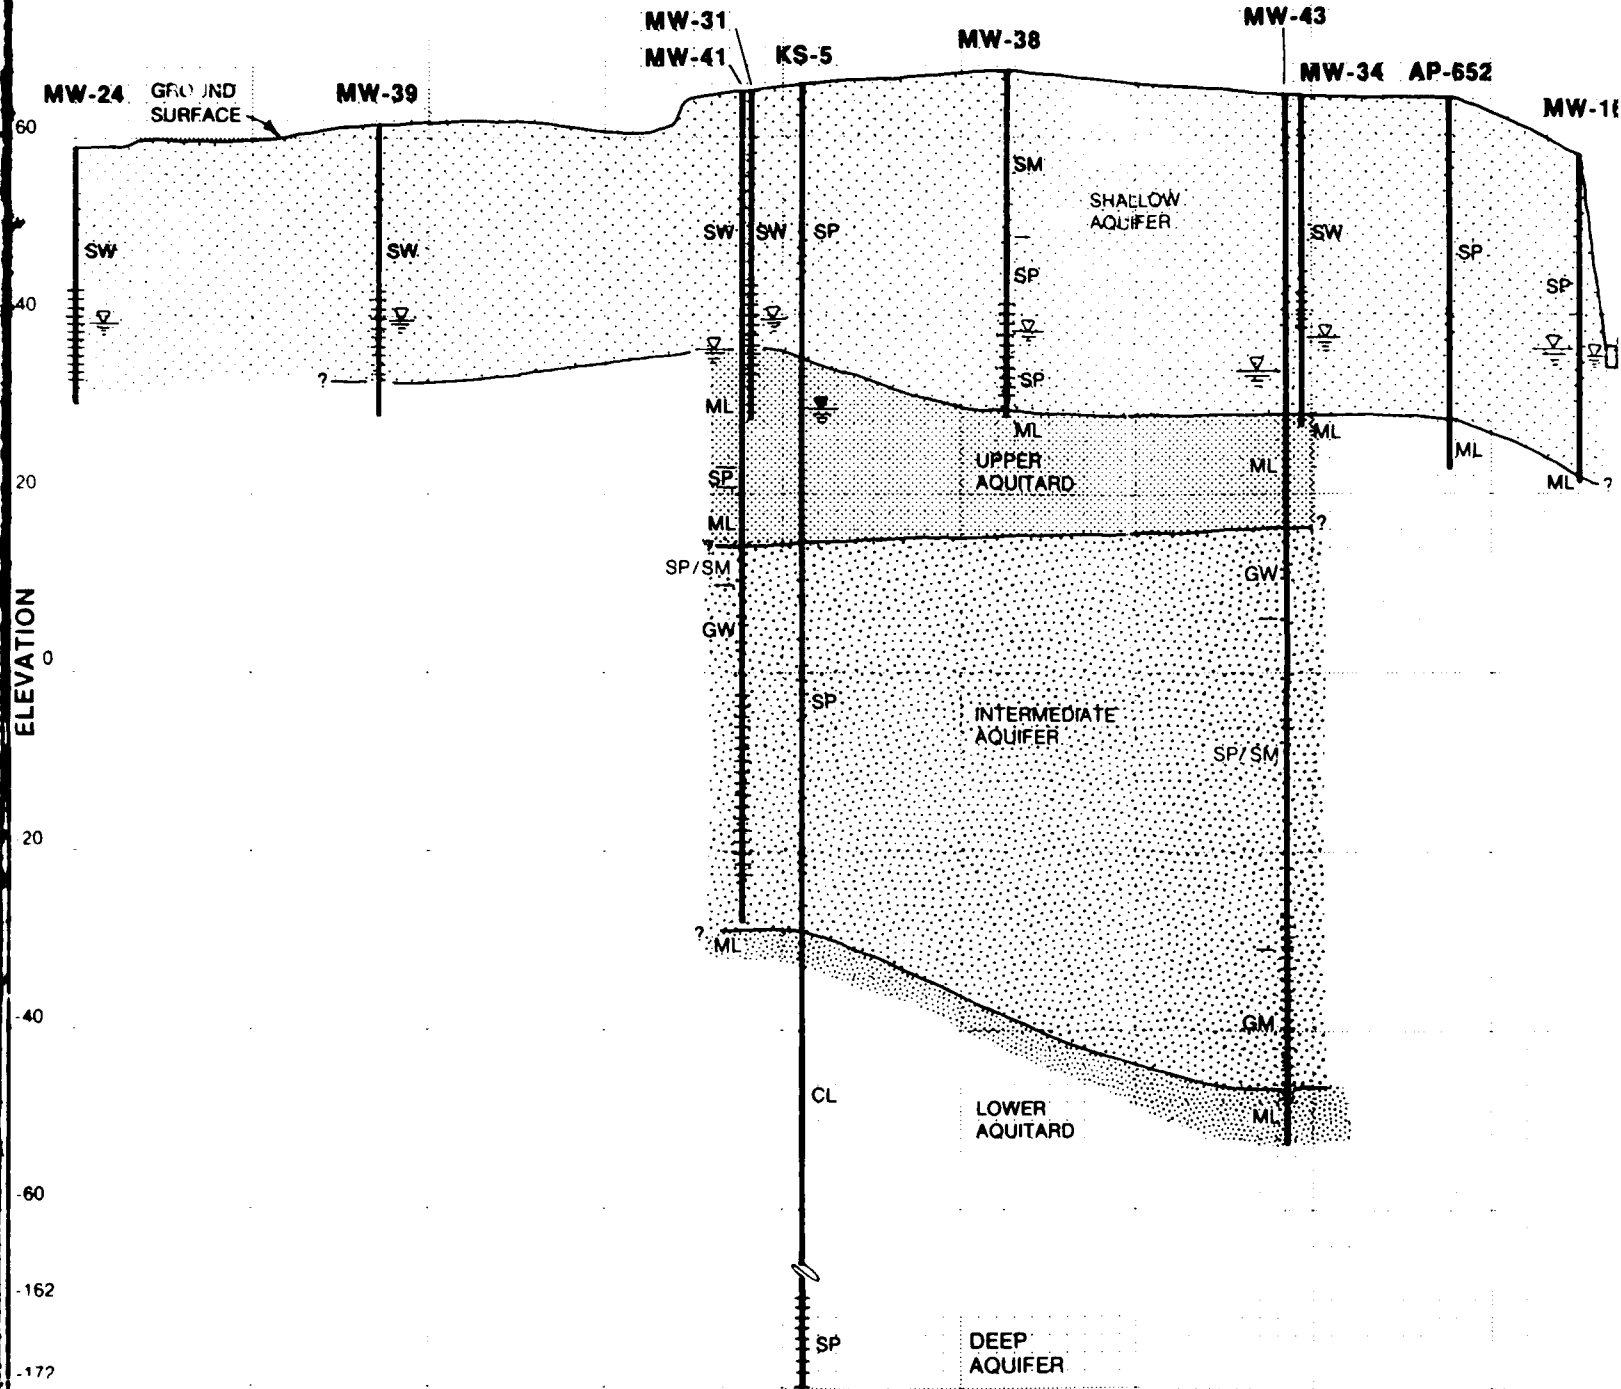 MW-31
MW-43
MW-41
KS-5
MW-38
MW-34
AP-652
MW-24
GROUND
SURFACE
MW-39
60
SM
SHALLOW
AQUIFER
SW
SW
SW
SW
SP
SW
SP
SP
SP
40
SP
?
ML
ML
ML
UPPER
AQUITARD
ML
ML
SP
20
ML
?
ML
?
?
SP/SM
GW
GW
ELEVATION
0
SP
INTERMEDIATE
AQUIFER
SP/SM
20
?
ML
-40
GM
CL
LOWER
AQUITARD
ML
-60
-162
SP
DEEP
AQUIFER
-172